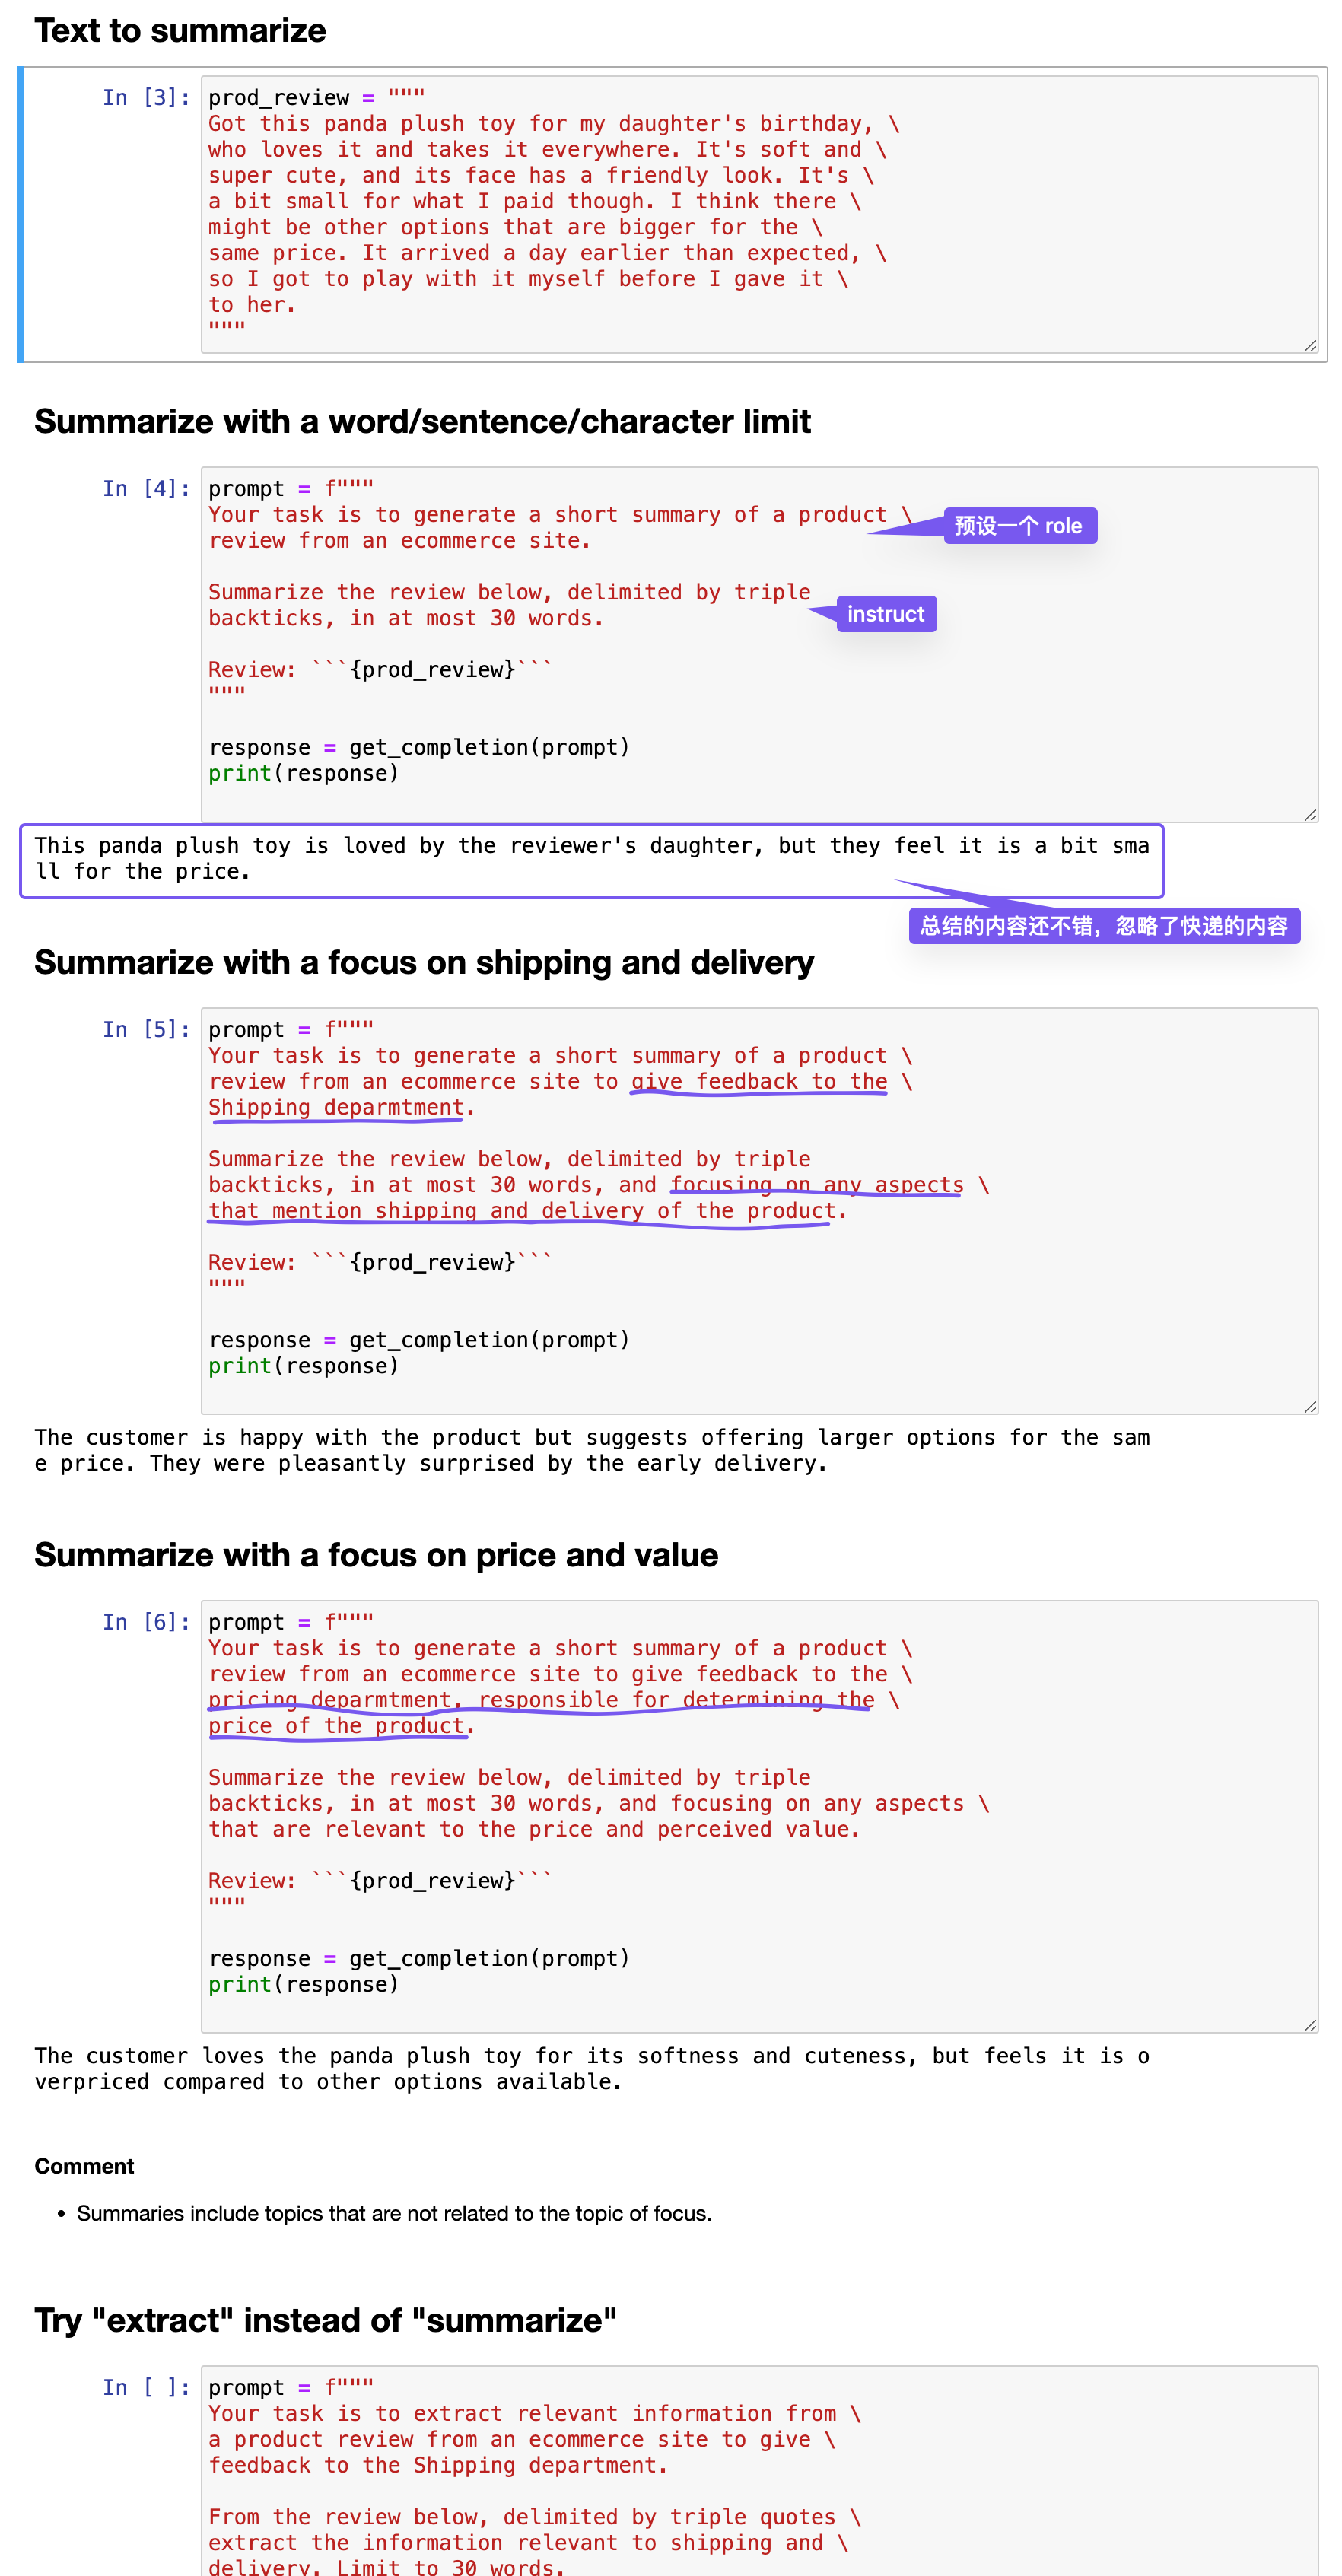 Text to summarize
In [3]: prod_review = """
Got this panda plush toy for my daughter's birthday, \
who loves it and takes it everywhere. It's soft and \
super cute, and its face has a friendly look. It's \
a bit small for what I paid though. I think there \
might be other options that are bigger for the \
same price. It arrived a day earlier than expected, \
so I got to play with it myself before I gave it \
to her.
"""
Summarize with a word/sentence/character limit
In [4]: prompt = f"""
Your task is to generate a short summary of a product \
预设一个 role
review from an ecommerce site.
Summarize the review below, delimited by triple
instruct
backticks, in at most 30 words.
Review: ```{prod_review}```
"""
response = get_completion(prompt)
print(response)
This panda plush toy is loved by the reviewer's daughter, but they feel it is a bit sma
ll for the price.
总结的内容还不错，忽略了快递的内容
Summarize with a focus on shipping and delivery
In [5]: prompt = f"""
Your task is to generate a short summary of a product \
review from an ecommerce site to give feedback to the \
Shipping deparmtment.
Summarize the review below, delimited by triple
backticks, in at most 30 words, and focusing on any aspects \
that mention shipping and delivery of the product.
Review: ```{prod_review}```
"""
response = get_completion(prompt)
print(response)
The customer is happy with the product but suggests offering larger options for the sam
e price. They were pleasantly surprised by the early delivery.
Summarize with a focus on price and value
In [6]: prompt = f"""
Your task is to generate a short summary of a product \
review from an ecommerce site to give feedback to the \
pricing deparmtment, responsible for determining the \
price of the product.
Summarize the review below, delimited by triple
backticks, in at most 30 words, and focusing on any aspects \
that are relevant to the price and perceived value.
Review: ```{prod_review}```
"""
response = get_completion(prompt)
print(response)
The customer loves the panda plush toy for its softness and cuteness, but feels it is o
verpriced compared to other options available.
Comment
• Summaries include topics that are not related to the topic of focus.
Try "extract" instead of "summarize"
In [ ]: prompt = f"""
Your task is to extract relevant information from \
a product review from an ecommerce site to give \
feedback to the Shipping department.
From the review below, delimited by triple quotes \
extract the information relevant to shipping and \
delivery. Limit to 30 words.